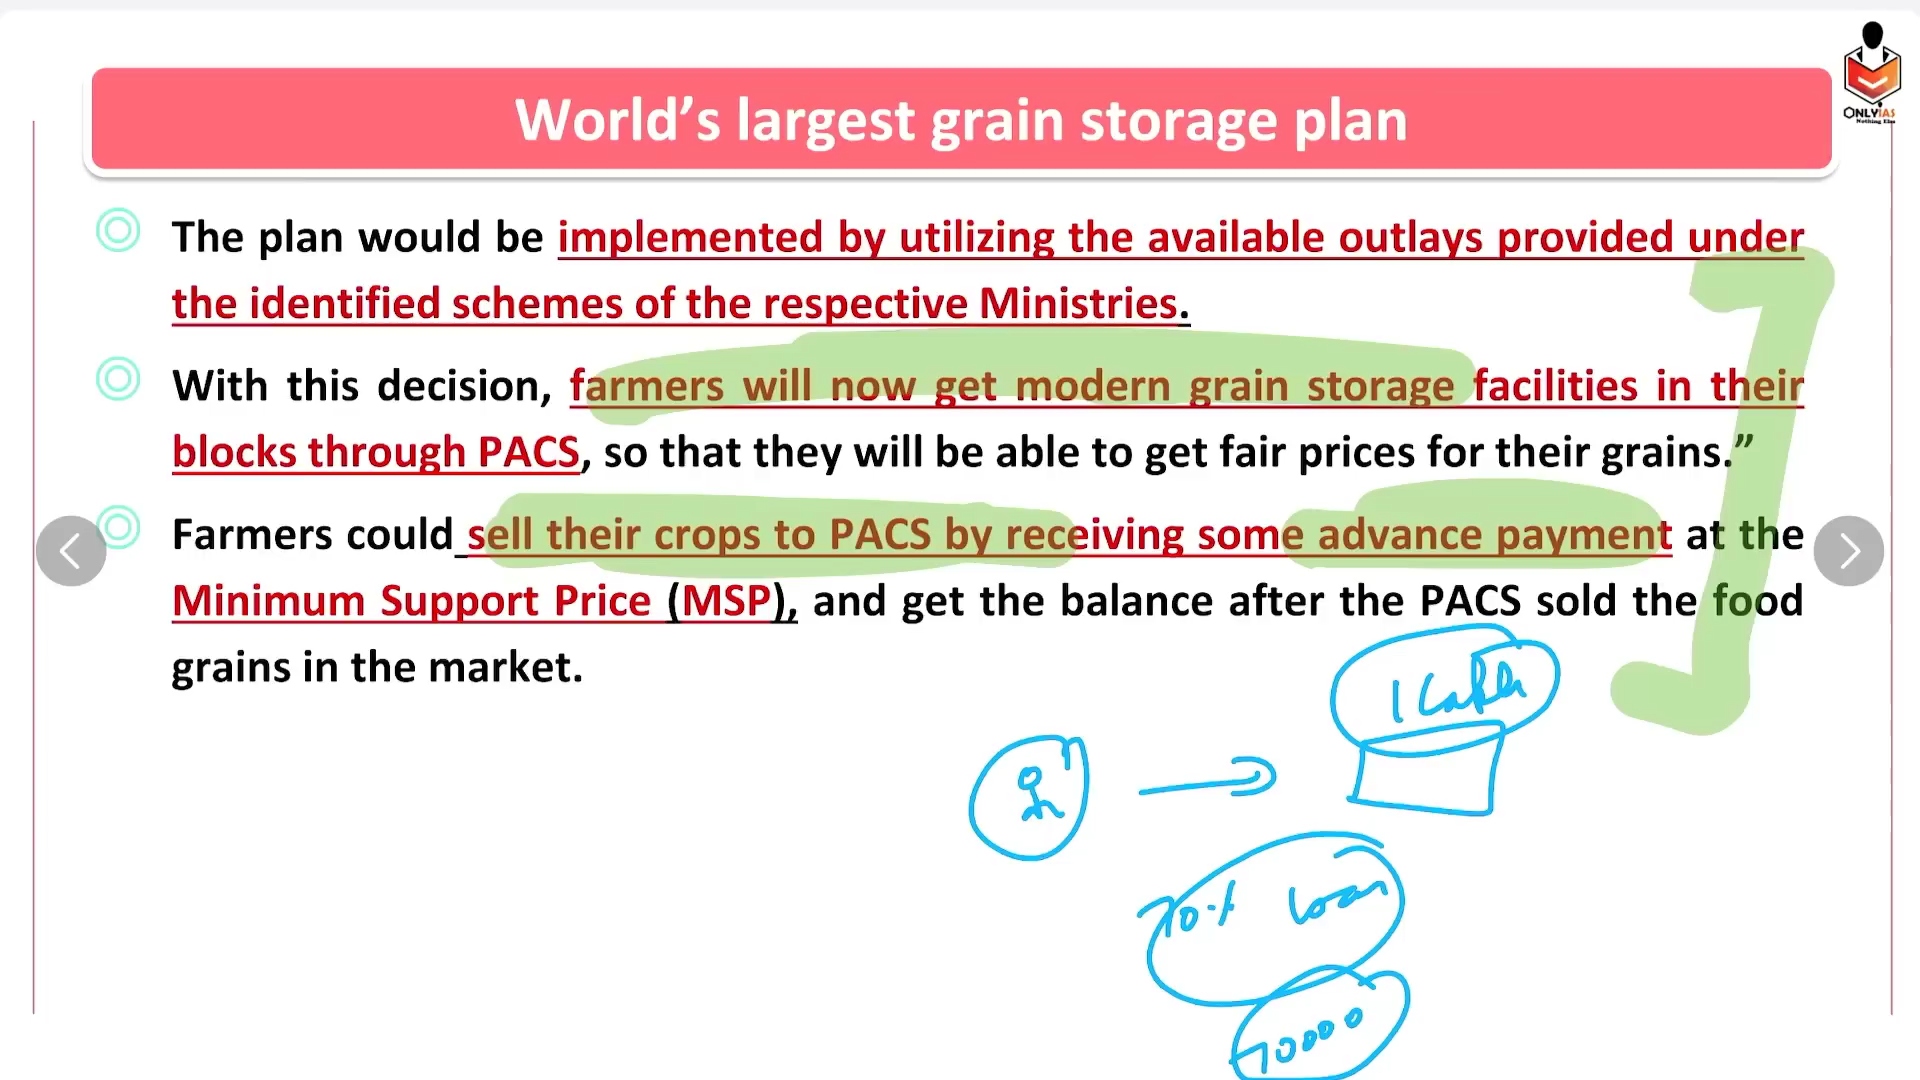 World’s largest grain storage plan
ONLYIAS
Nothing Else
The plan would be implemented by utilizing the available outlays provided under
the identified schemes of the respective Ministries.
With this decision, farmers will now get modern grain storage facilities in their
blocks through PACS, so that they will be able to get fair prices for their grains.”
Farmers could sell their crops to PACS by receiving some advance payment at the
Minimum Support Price (MSP), and get the balance after the PACS sold the food
grains in the market.
1 Lakh
70% Loan
70000